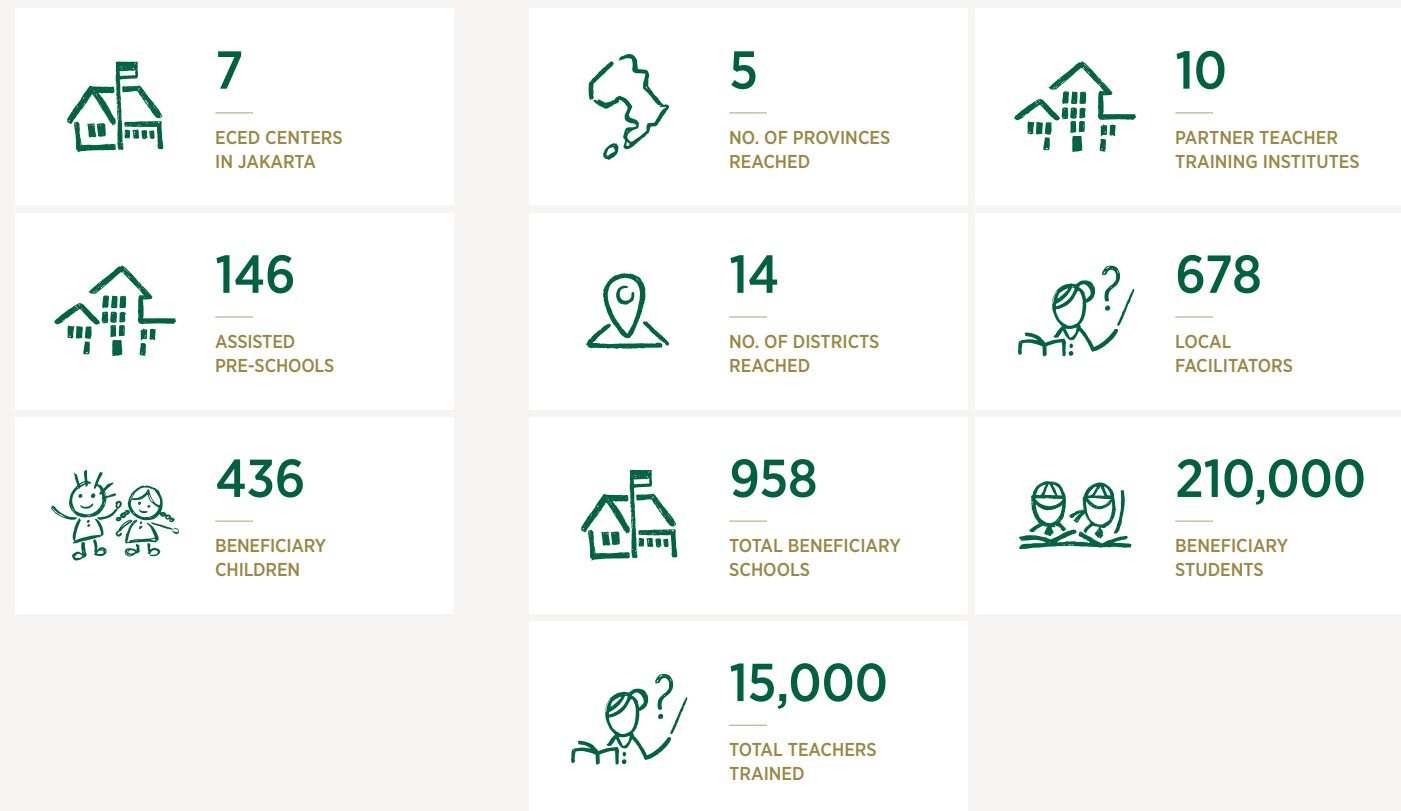 7
ECED CENTERS
IN JAKARTA
146
ASSISTED
PRE-SCHOOLS
436
BENEFICIARY
CHILDREN
5
NO. OF PROVINCES
REACHED
10
PARTNER TEACHER
TRAINING INSTITUTES
14
NO. OF DISTRICTS
REACHED
678
LOCAL
FACILITATORS
958
TOTAL BENEFICIARY
SCHOOLS
210,000
BENEFICIARY
STUDENTS
15,000
TOTAL TEACHERS
TRAINED